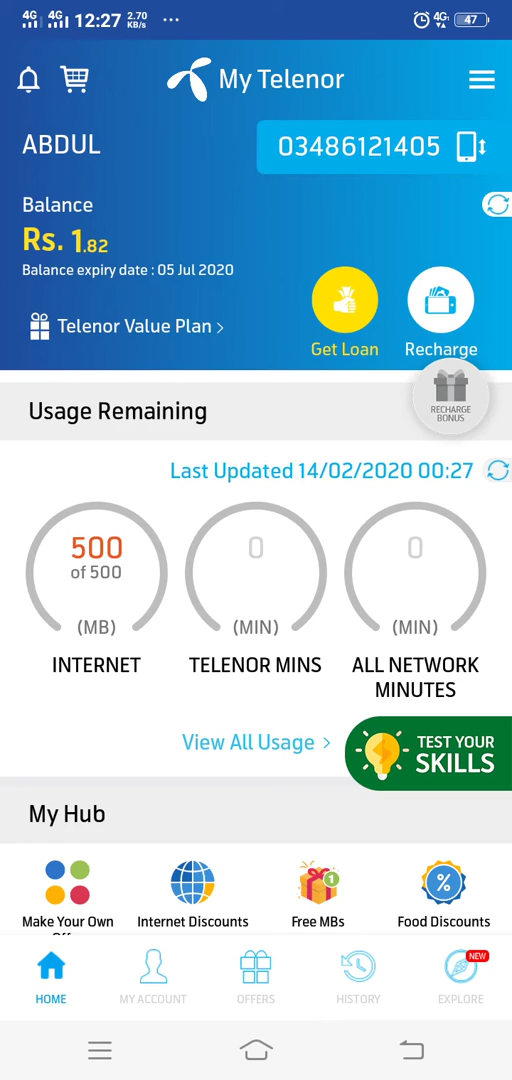 4G 4G 12:27 2.70 KB/s ... 4G 47
My Telenor
ABDUL
03486121405
Balance
Rs. 1.82
Balance expiry date : 05 Jul 2020
Telenor Value Plan >
Get Loan
Recharge
RECHARGE
BONUS
Usage Remaining
Last Updated 14/02/2020 00:27
500
of 500
(MB)
INTERNET
0
(MIN)
TELENOR MINS
0
(MIN)
ALL NETWORK
MINUTES
View All Usage >
TEST YOUR
SKILLS
My Hub
Make Your Own
Internet Discounts
1
Free MBs
%
Food Discounts
HOME
MY ACCOUNT
OFFERS
HISTORY
NEW
EXPLORE